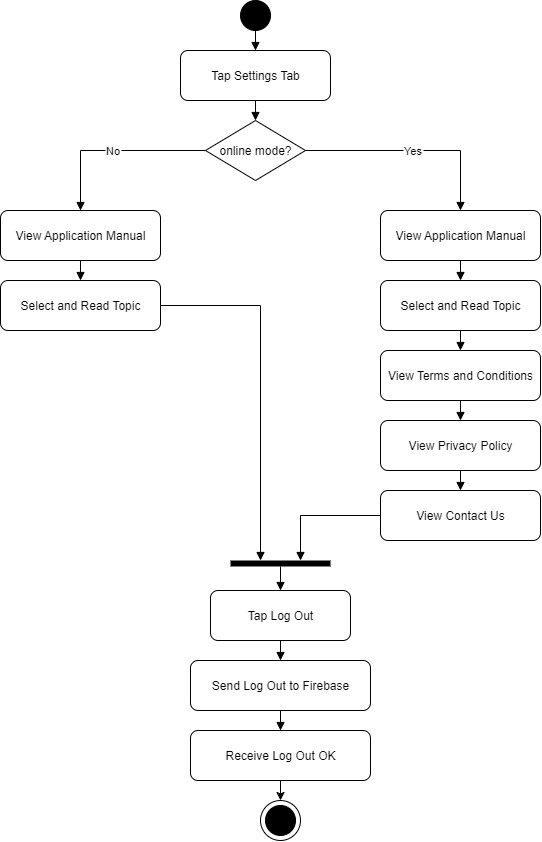 Tap Settings Tab
online mode?
No
Yes
View Application Manual
View Application Manual
Select and Read Topic
Select and Read Topic
View Terms and Conditions
View Privacy Policy
View Contact Us
Tap Log Out
Send Log Out to Firebase
Receive Log Out OK